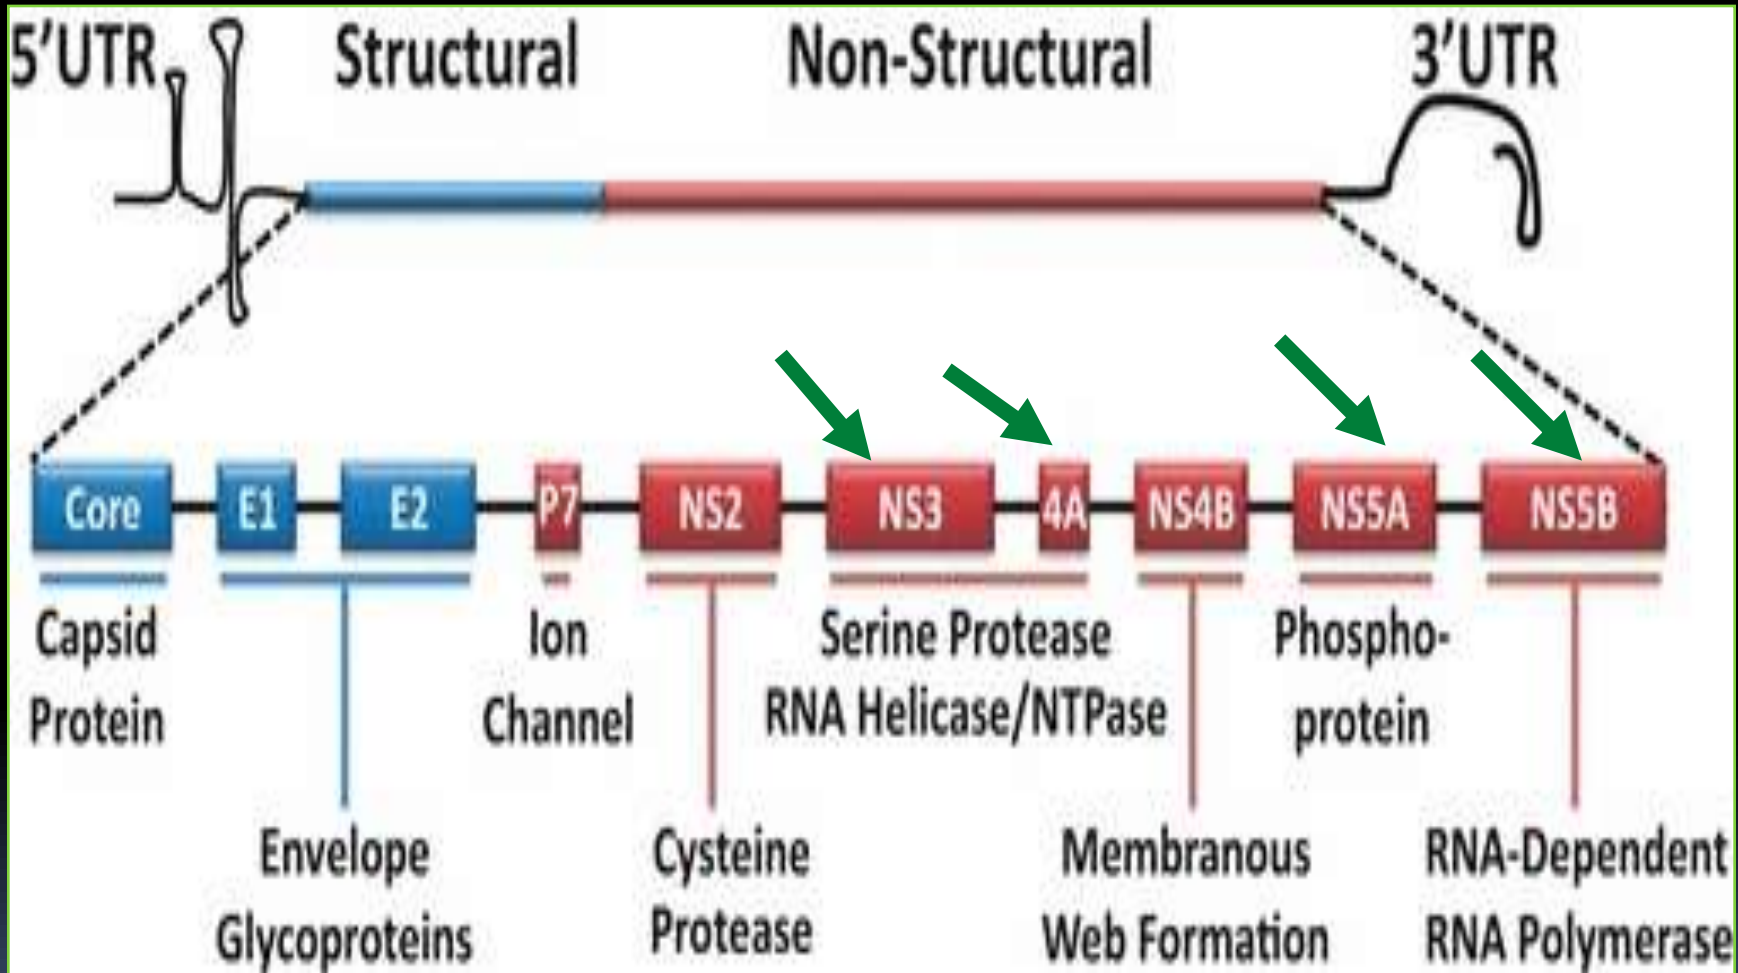 5'UTR Structural Non-Structural 3'UTR
Core E1 E2 P7 NS2 NS3 4A NS4B NS5A NS5B
Capsid
Protein
Ion
Channel
Serine Protease
RNA Helicase/NTPase
Phospho-
protein
Envelope
Glycoproteins
Cysteine
Protease
Membranous
Web Formation
RNA-Dependent
RNA Polymerase